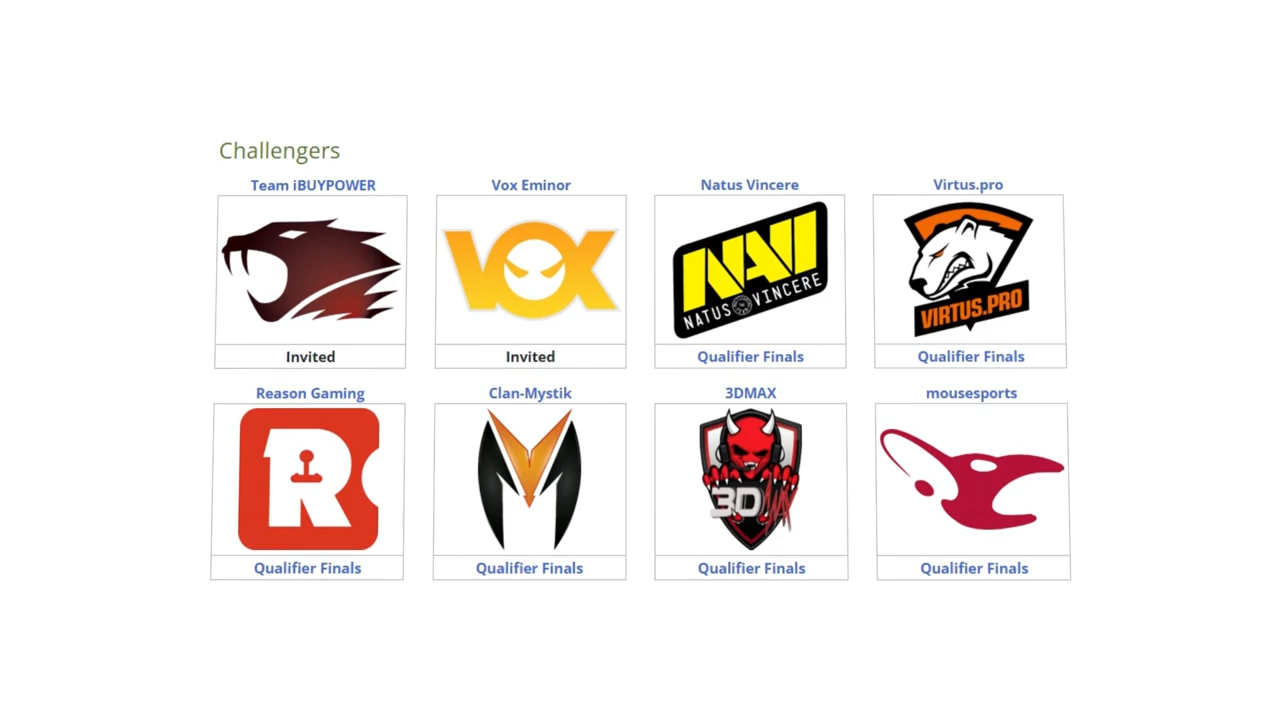 Challengers
Team iBUYPOWER
Vox Eminor
Natus Vincere
Virtus.pro
VOX
NAVI
NATUS VINCERE
VIRTUS.PRO
Invited
Invited
Qualifier Finals
Qualifier Finals
Reason Gaming
Clan-Mystik
3DMAX
mousesports
R
M
3DMAX
Qualifier Finals
Qualifier Finals
Qualifier Finals
Qualifier Finals